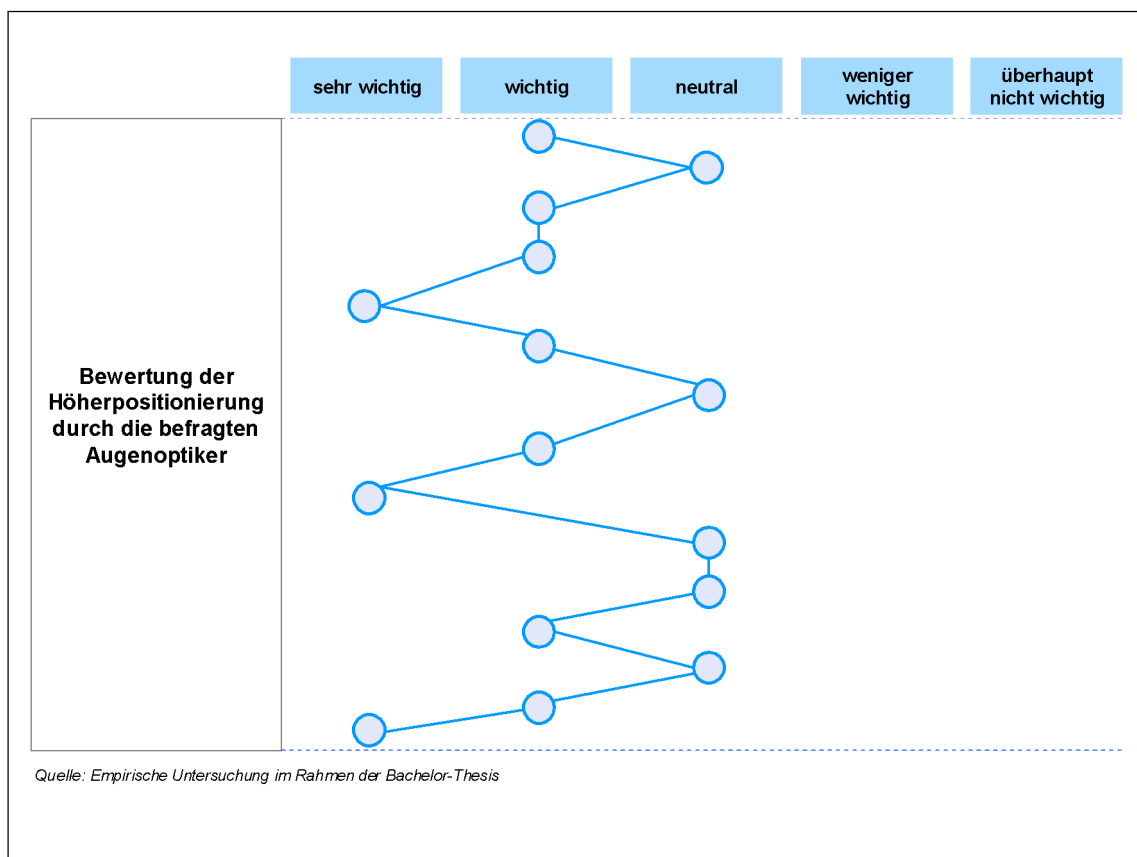 sehr wichtig
wichtig
neutral
weniger
wichtig
überhaupt
nicht wichtig
Bewertung der
Höherpositionierung
durch die befragten
Augenoptiker
Quelle: Empirische Untersuchung im Rahmen der Bachelor-Thesis